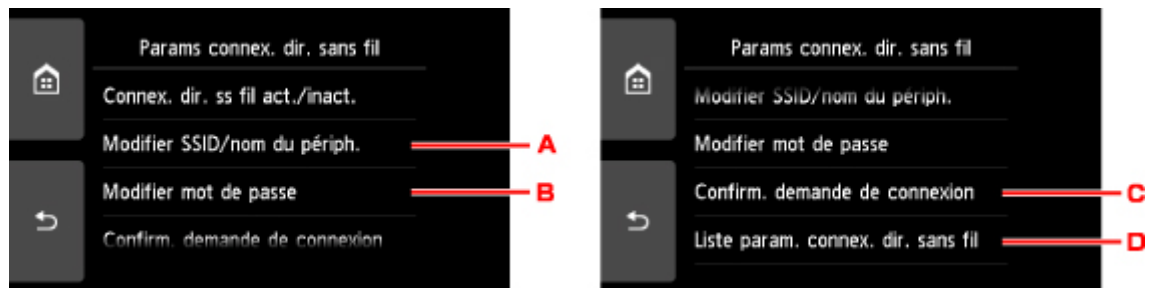 Params connex. dir. sans fil
Connex. dir. ss fil act./inact.
Modifier SSID/nom du périph.
A
Modifier mot de passe
B
Confirm. demande de connexion
Params connex. dir. sans fil
Modifier SSID/nom du périph.
Modifier mot de passe
Confirm. demande de connexion
C
Liste param. connex. dir. sans fil
D